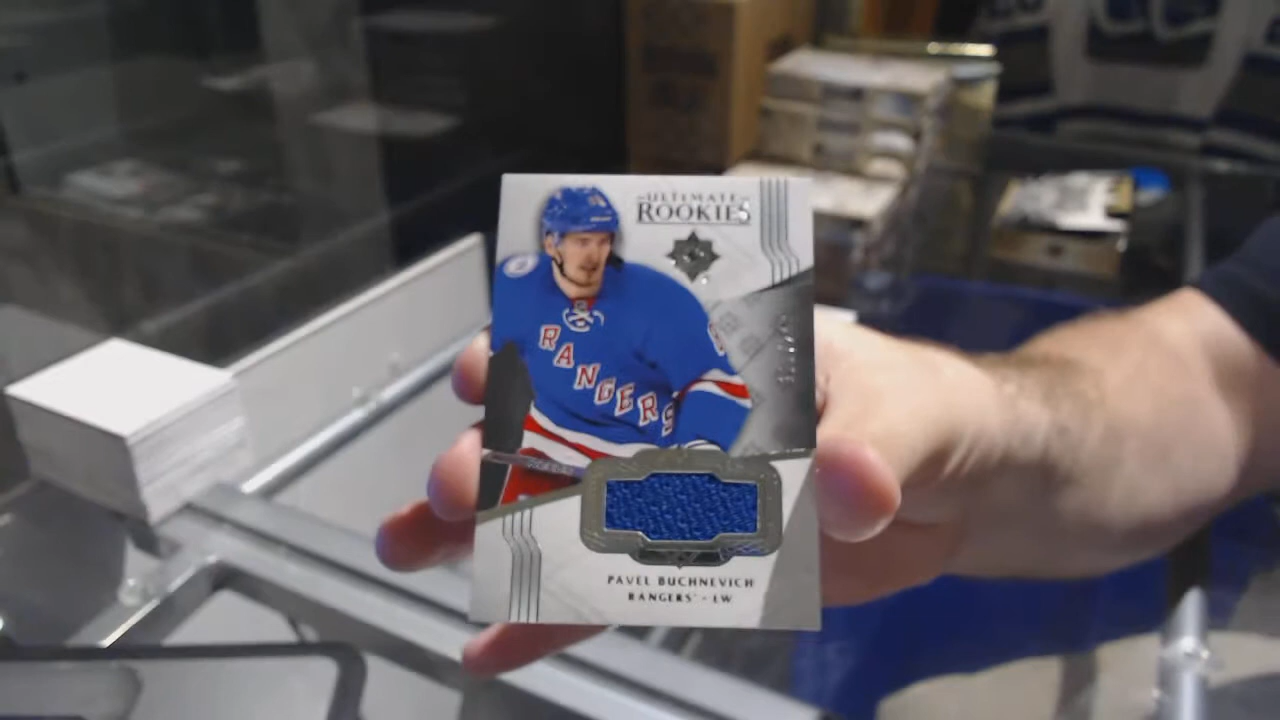 ULTIMATE
ROOKIES
RANGERS
PAVEL BUCHNEVICH
RANGERS - LW